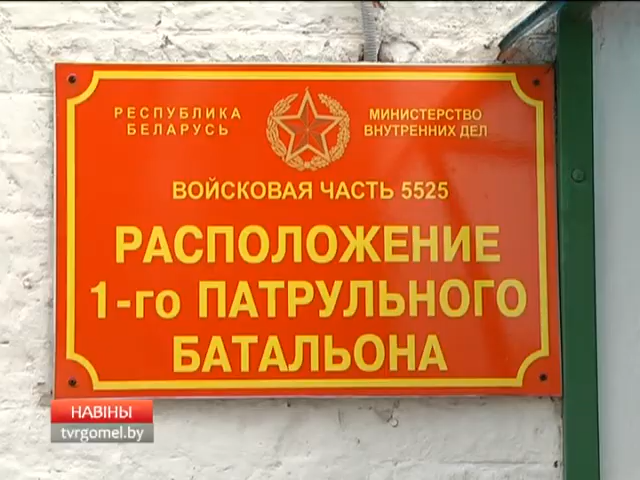 РЕСПУБЛИКА
БЕЛАРУСЬ
МИНИСТЕРСТВО
ВНУТРЕННИХ ДЕЛ
ВОЙСКОВАЯ ЧАСТЬ 5525
РАСПОЛОЖЕНИЕ
1-го ПАТРУЛЬНОГО
БАТАЛЬОНА
НАВІНЫ
tvrgomel.by